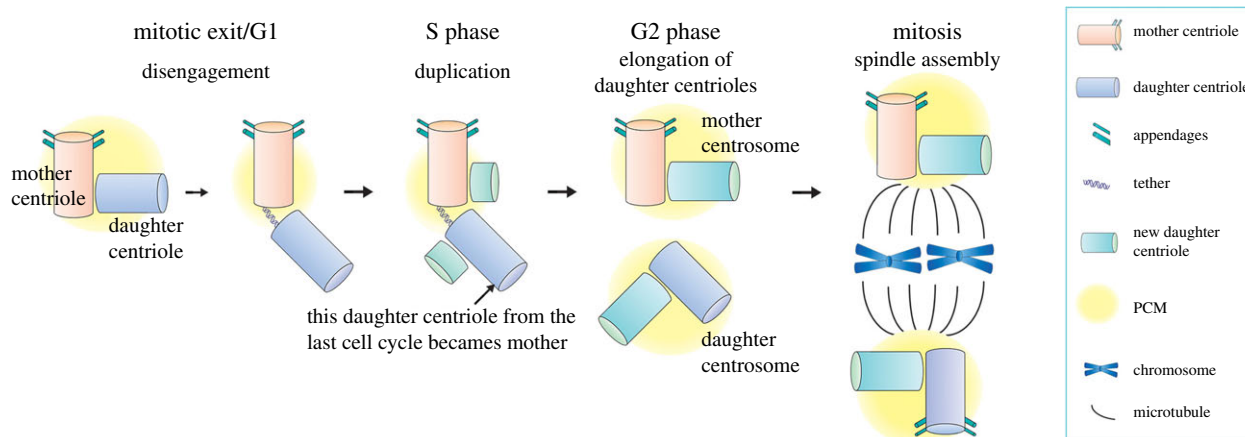 mitotic exit/G1
disengagement
mother
centriole
daughter
centriole
S phase
duplication
this daughter centriole from the
last cell cycle becames mother
G2 phase
elongation of
daughter centrioles
mother
centrosome
daughter
centrosome
mitosis
spindle assembly
mother centriole
daughter centriole
appendages
tether
new daughter
centriole
PCM
chromosome
microtubule